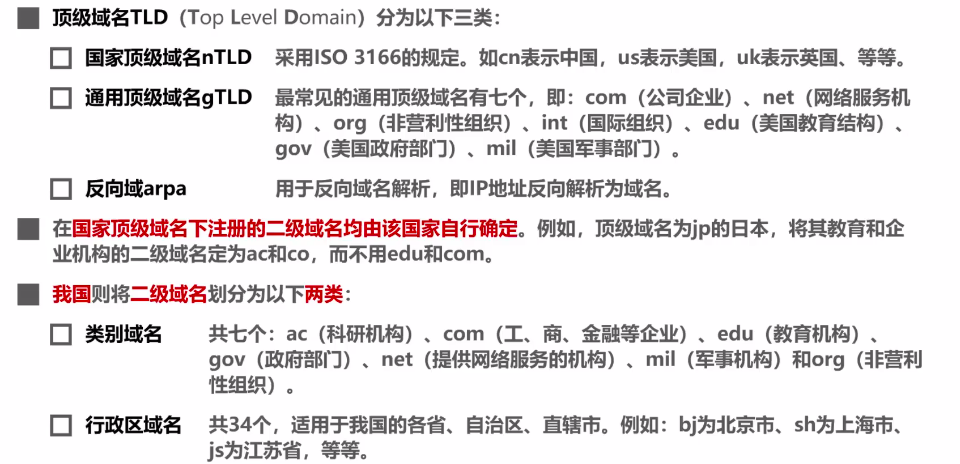 顶级域名TLD（Top Level Domain）分为以下三类：
国家顶级域名nTLD 采用ISO 3166的规定。如cn表示中国，us表示美国，uk表示英国、等等。
通用顶级域名gTLD 最常见的通用顶级域名有七个，即：com（公司企业）、net（网络服务机
构）、org（非营利性组织）、int（国际组织）、edu（美国教育结构）、
gov（美国政府部门）、mil（美国军事部门）。
反向域arpa 用于反向域名解析，即IP地址反向解析为域名。
在国家顶级域名下注册的二级域名均由该国家自行确定。例如，顶级域名为jp的日本，将其教育和企
业机构的二级域名定为ac和co，而不用edu和com。
我国则将二级域名划分为以下两类：
类别域名 共七个：ac（科研机构）、com（工、商、金融等企业）、edu（教育机构）、
gov（政府部门）、net（提供网络服务的机构）、mil（军事机构）和org（非营利
性组织）。
行政区域名 共34个，适用于我国的各省、自治区、直辖市。例如：bj为北京市、sh为上海市、
js为江苏省，等等。